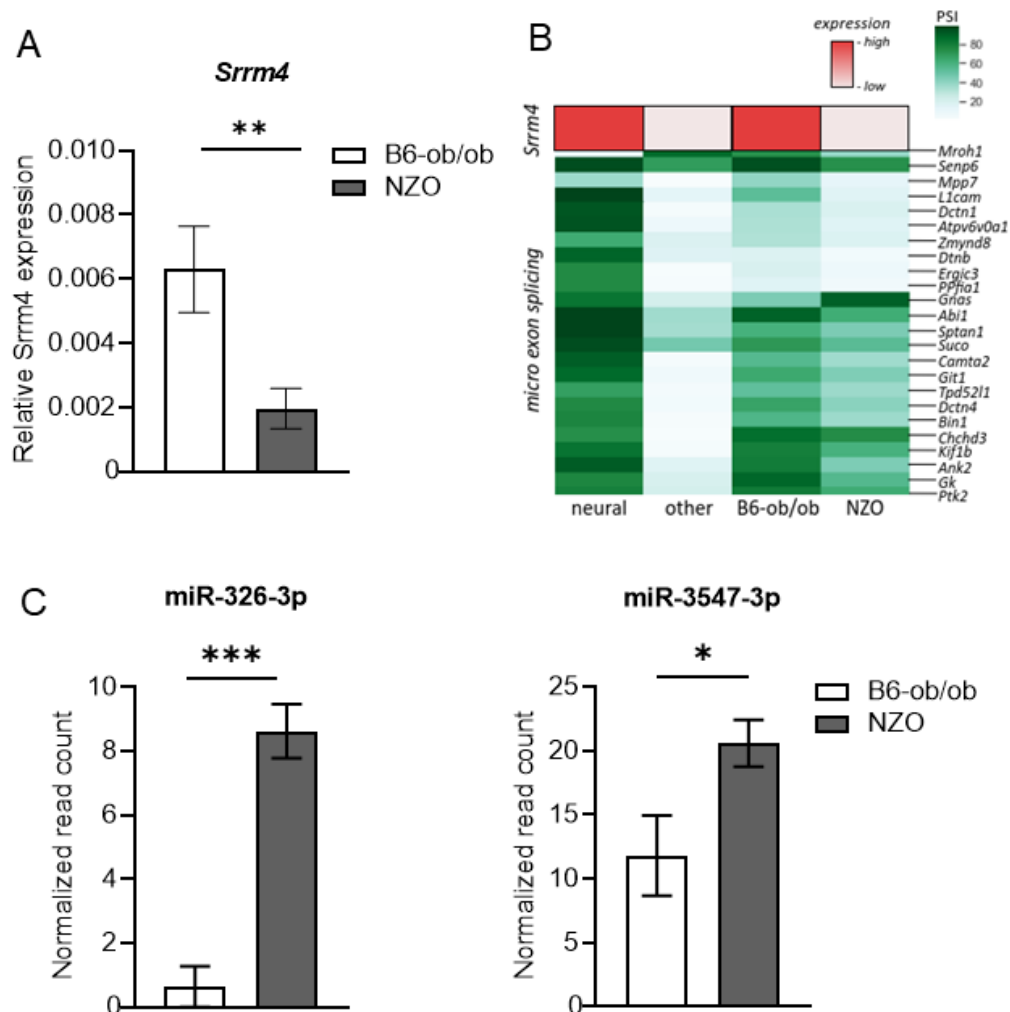 A
Srrm4
**
Relative Srrm4 expression
0.010
0.008
0.006
0.004
0.002
0
B6-ob/ob
NZO
B
expression
- high
- low
PSI
80
60
40
20
Srrm4
micro exon splicing
Mroh1
Senp6
Mpp7
L1cam
Dctn1
Atpv6v0a1
Zmynd8
Dtnb
Ergic3
PPfia1
Gnas
Abi1
Sptan1
Suco
Camta2
Git1
Tpd52l1
Dctn4
Bin1
Chchd3
Kif1b
Ank2
Gk
Ptk2
neural other B6-ob/ob NZO
C
miR-326-3p
***
Normalized read count
10
8
6
4
2
0
miR-3547-3p
*
Normalized read count
25
20
15
10
5
0
B6-ob/ob
NZO